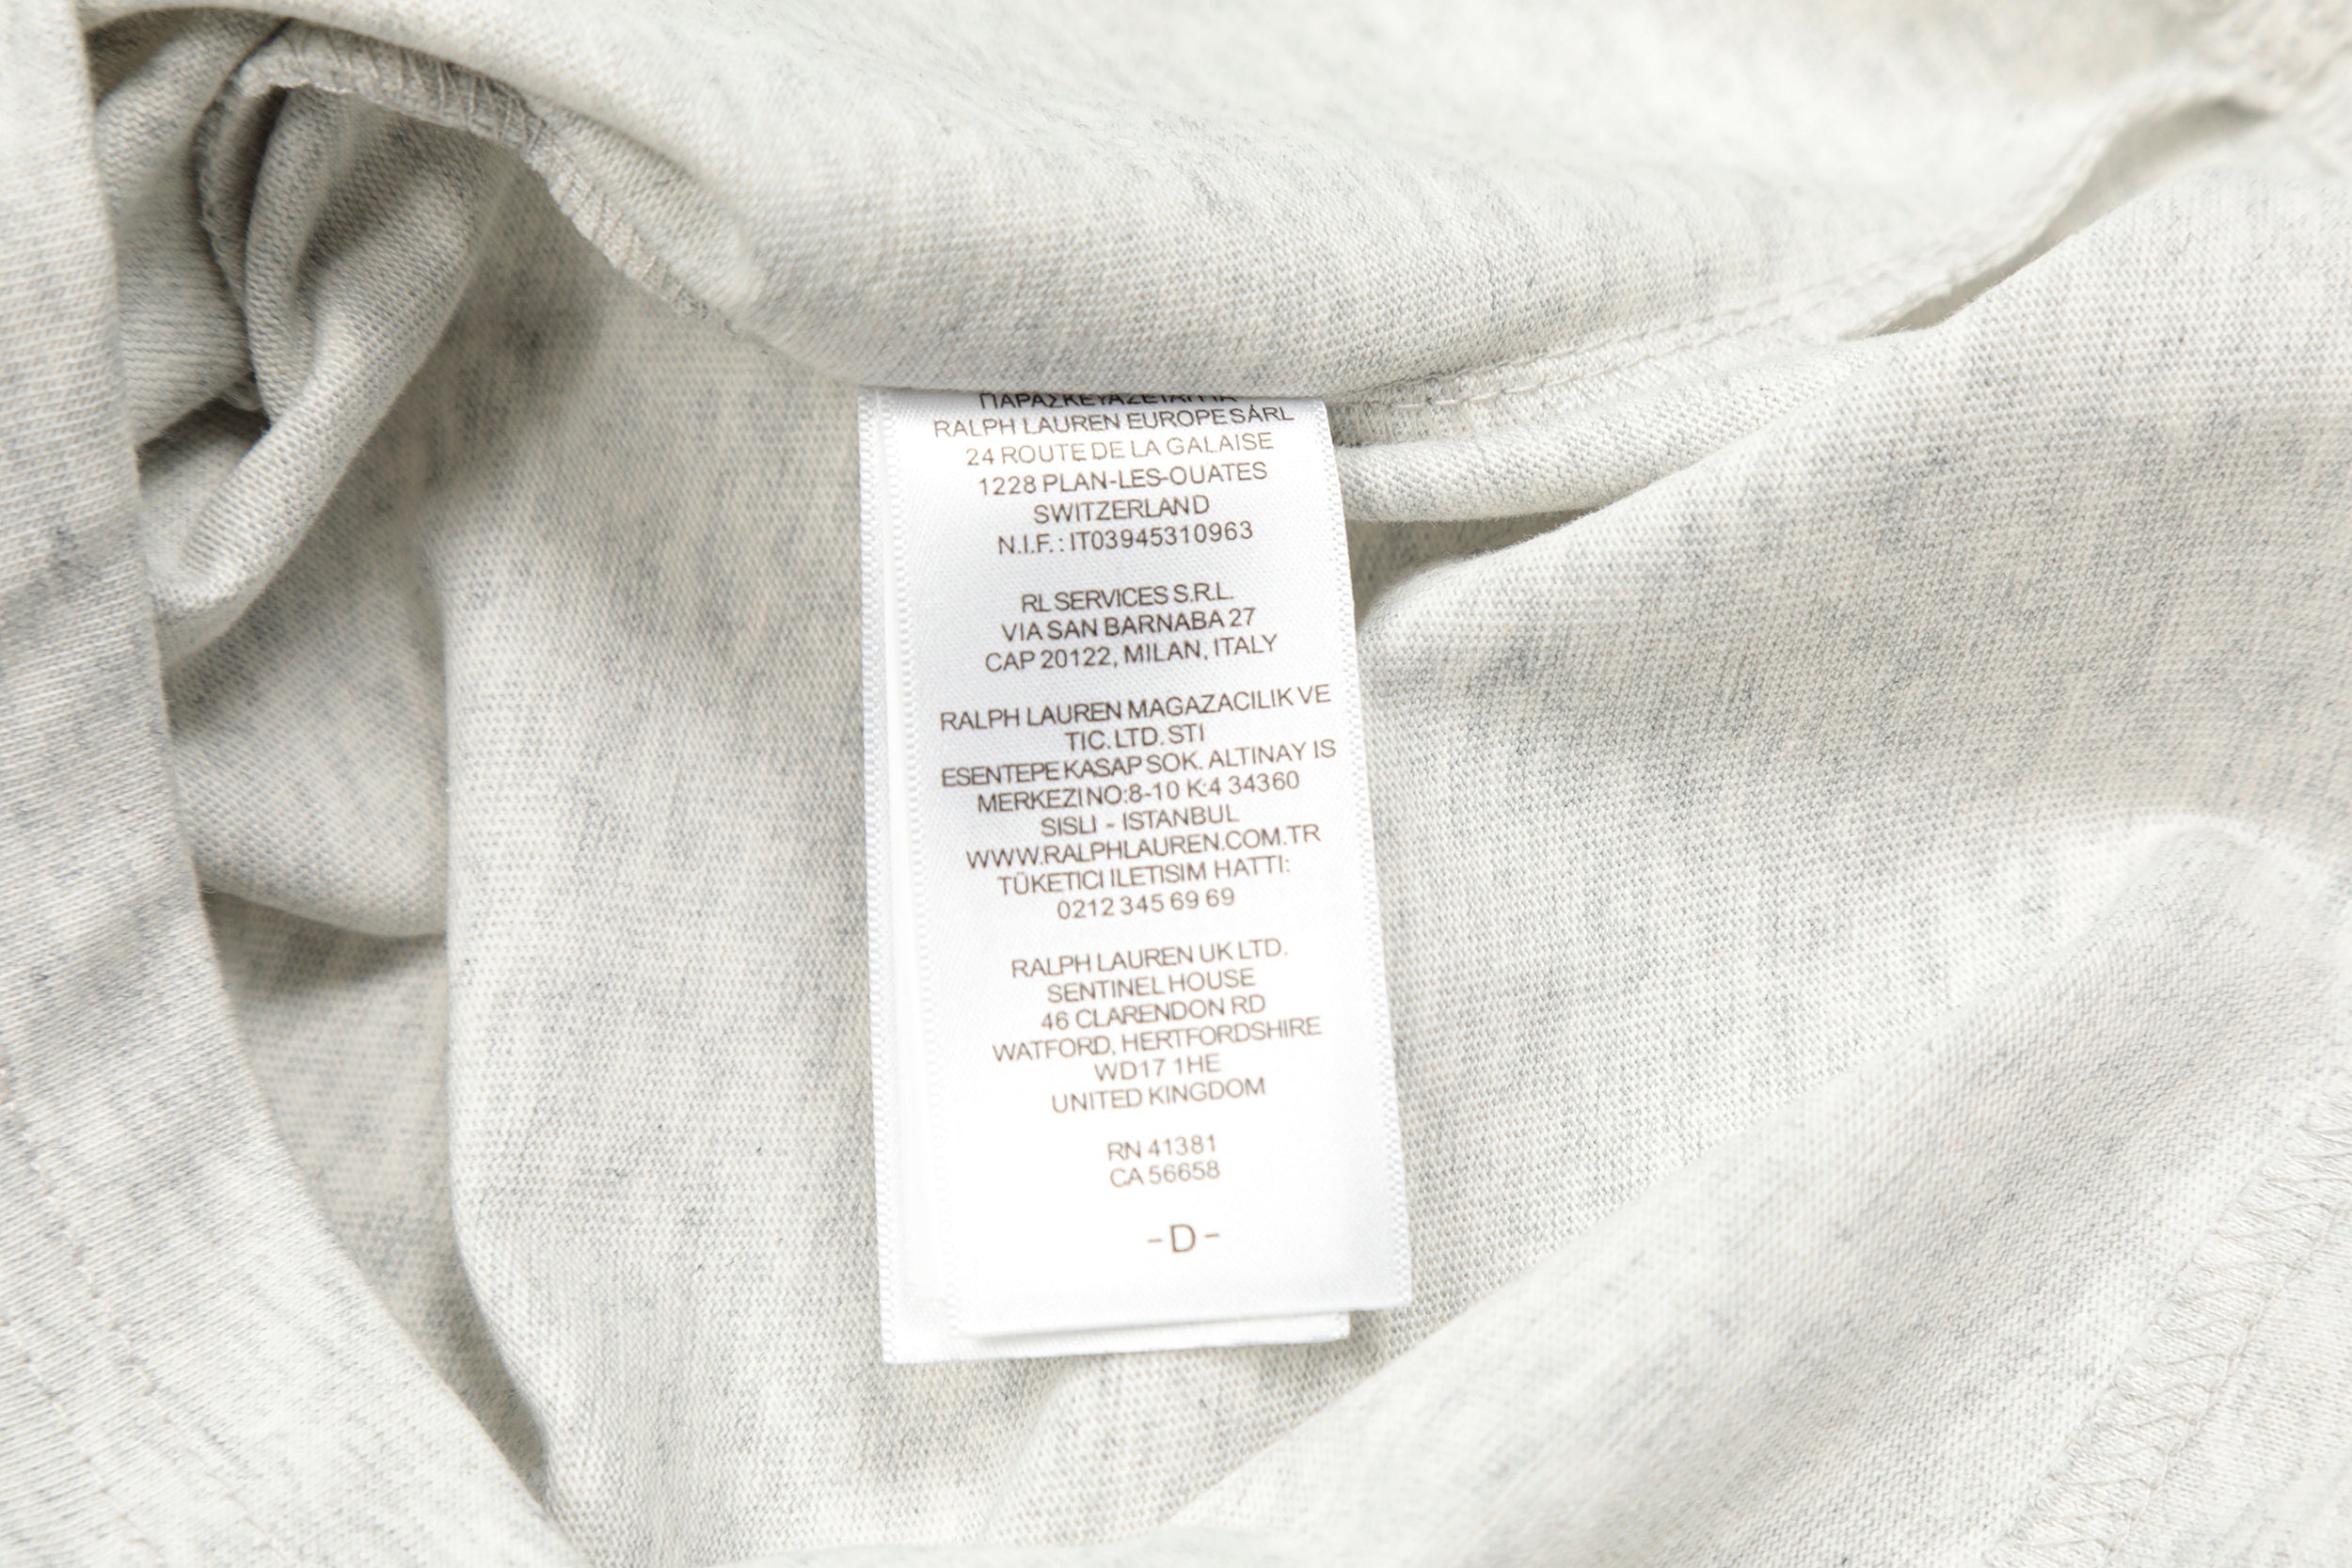 ΠΑΡΑΣΚΕΥΑΖΕΤΑΙ ΓΙΑ
RALPH LAUREN EUROPE SÀRL
24 ROUTE DE LA GALAISE
1228 PLAN-LES-OUATES
SWITZERLAND
N.I.F.: IT03945310963
RL SERVICES S.R.L.
VIA SAN BARNABA 27
CAP 20122, MILAN, ITALY
RALPH LAUREN MAGAZACILIK VE
TIC. LTD. STI
ESENTEPE KASAP SOK. ALTINAY IS
MERKEZI NO:8-10 K:4 34360
SISLI - ISTANBUL
WWW.RALPHLAUREN.COM.TR
TÜKETICI ILETISIM HATTI:
0212 345 69 69
RALPH LAUREN UK LTD.
SENTINEL HOUSE
46 CLARENDON RD
WATFORD, HERTFORDSHIRE
WD17 1HE
UNITED KINGDOM
RN 41381
CA 56658
-D-